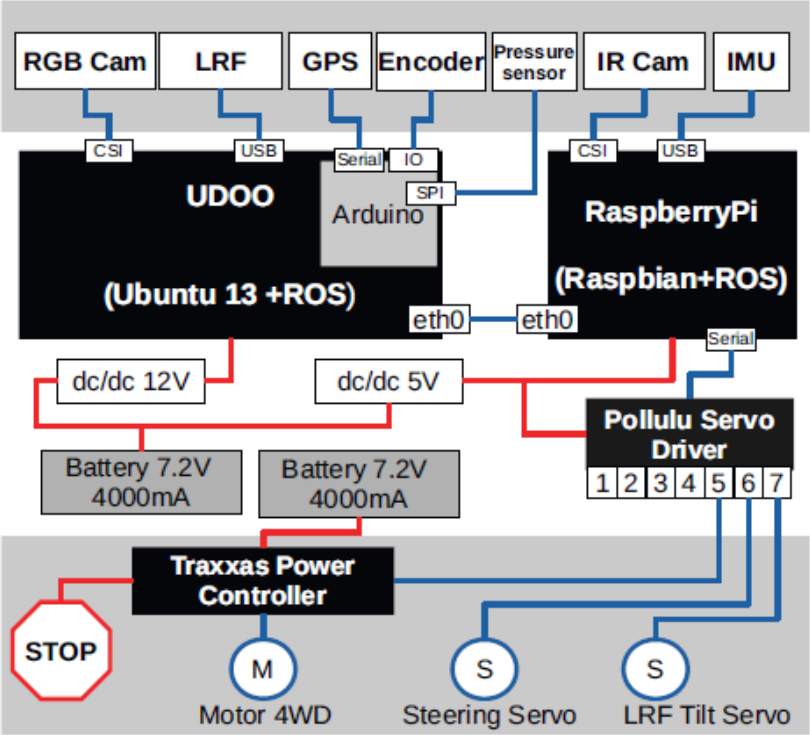 RGB Cam
LRF
GPS
Encoder
Pressure
sensor
IR Cam
IMU
CSI
USB
Serial
IO
SPI
CSI
USB
UDOO
Arduino
(Ubuntu 13 +ROS)
RaspberryPi
(Raspbian+ROS)
eth0
eth0
Serial
dc/dc 12V
dc/dc 5V
Pollulu Servo
Driver
1 2 3 4 5 6 7
Battery 7.2V
4000mA
Battery 7.2V
4000mA
Traxxas Power
Controller
STOP
M
Motor 4WD
S
Steering Servo
S
LRF Tilt Servo